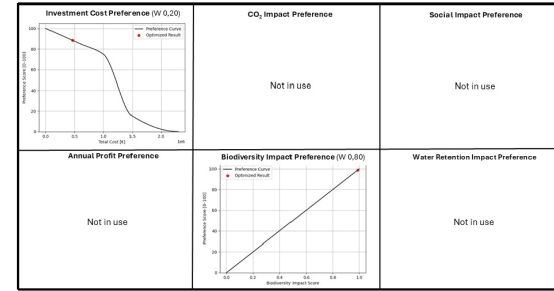 Investment Cost Preference (W 0,20)
CO₂ Impact Preference
Social Impact Preference
Preference Curve
Optimized Result
Preference Score [0-100]
100
80
60
40
20
0
0.0 0.5 1.0 1.5 2.0
Total Cost [€]
1e6
Not in use
Not in use
Annual Profit Preference
Biodiversity Impact Preference (W 0,80)
Water Retention Impact Preference
Not in use
Preference Curve
Optimized Result
Preference Score [0-100]
100
80
60
40
20
0
0.0 0.2 0.4 0.6 0.8 1.0
Biodiversity Impact Score
Not in use